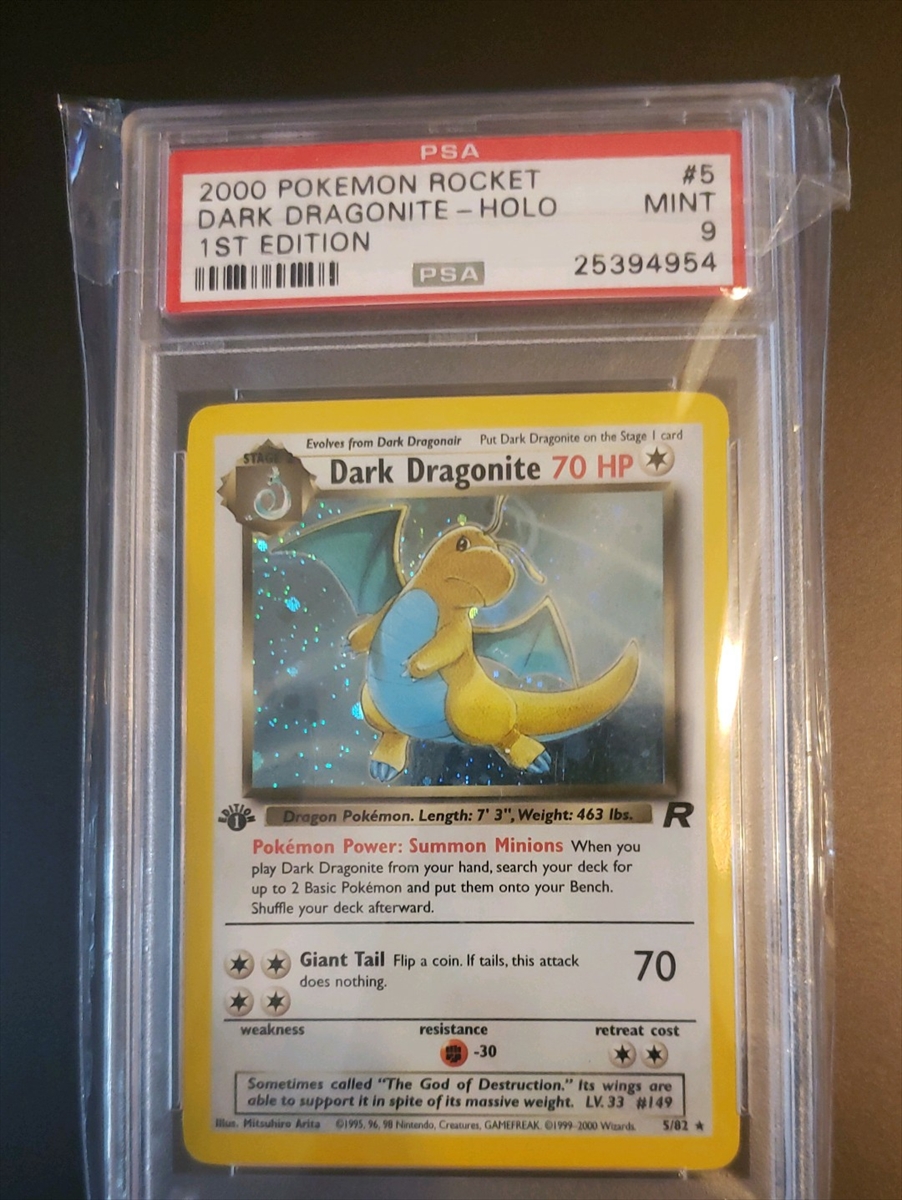 PSA
2000 POKEMON ROCKET #5
DARK DRAGONITE – HOLO MINT
1ST EDITION 9
PSA 25394954
Evolves from Dark Dragonair Put Dark Dragonite on the Stage 1 card
STAGE
Dark Dragonite 70 HP
EDITION
1
Dragon Pokémon. Length: 7' 3", Weight: 463 lbs.
R
Pokémon Power: Summon Minions When you
play Dark Dragonite from your hand, search your deck for
up to 2 Basic Pokémon and put them onto your Bench.
Shuffle your deck afterward.
Giant Tail Flip a coin. If tails, this attack
does nothing.
70
weakness resistance retreat cost
-30
Sometimes called "The God of Destruction." Its wings are
able to support it in spite of its massive weight. LV. 33 #149
Illus. Mitsuhiro Arita ©1995, 96, 98 Nintendo, Creatures, GAMEFREAK. ©1999-2000 Wizards. 5/82 ★